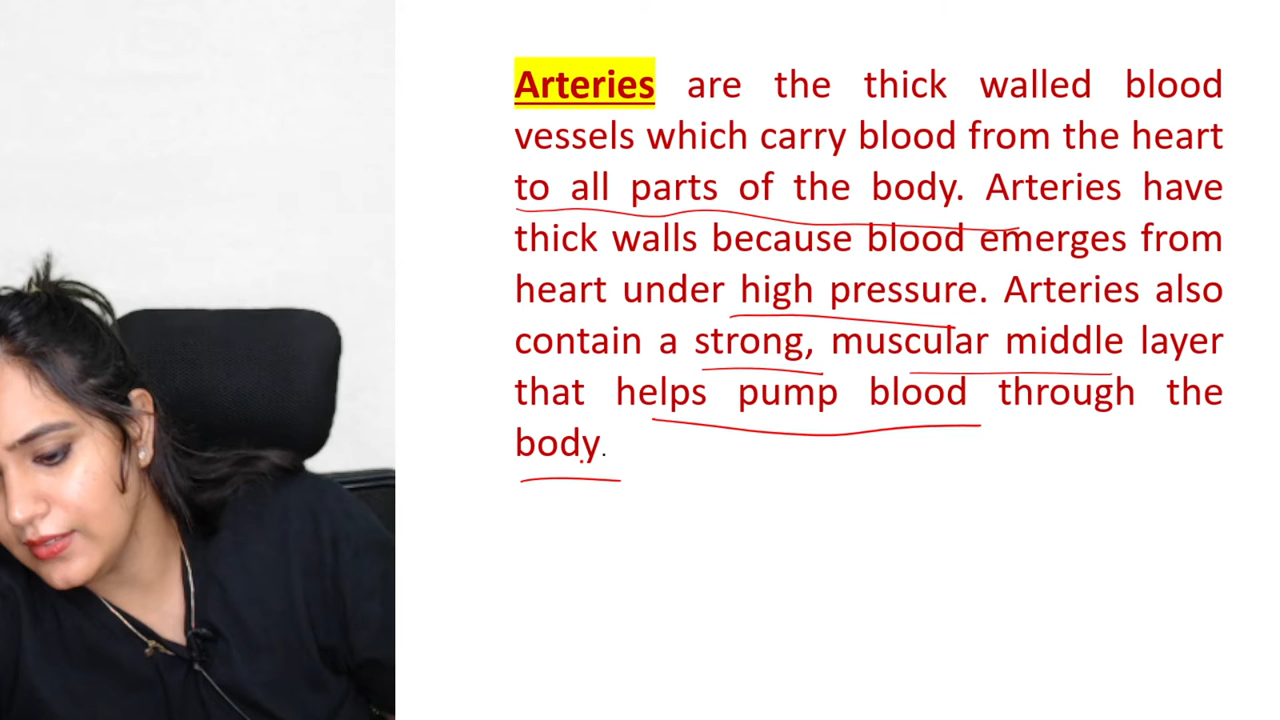 Arteries are the thick walled blood
vessels which carry blood from the heart
to all parts of the body. Arteries have
thick walls because blood emerges from
heart under high pressure. Arteries also
contain a strong, muscular middle layer
that helps pump blood through the
body.